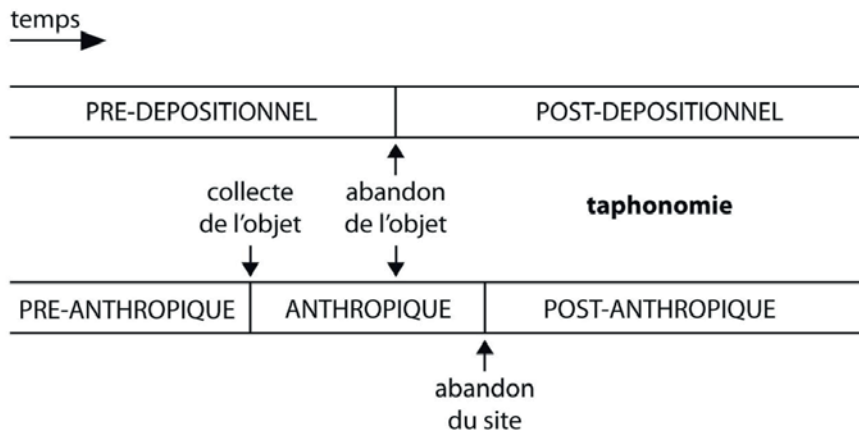 temps
PRE-DEPOSITIONNEL POST-DEPOSITIONNEL
collecte abandon
de l'objet de l'objet
taphonomie
PRE-ANTHROPIQUE ANTHROPIQUE POST-ANTHROPIQUE
abandon
du site